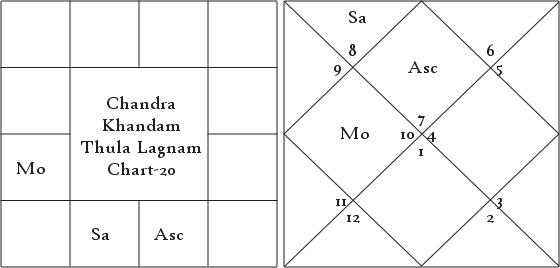 Chandra
Khandam
Thula Lagnam
Chart-20
Mo
Sa
Asc
Sa
8
6
9
Asc
5
7
Mo
10
4
1
11
3
12
2